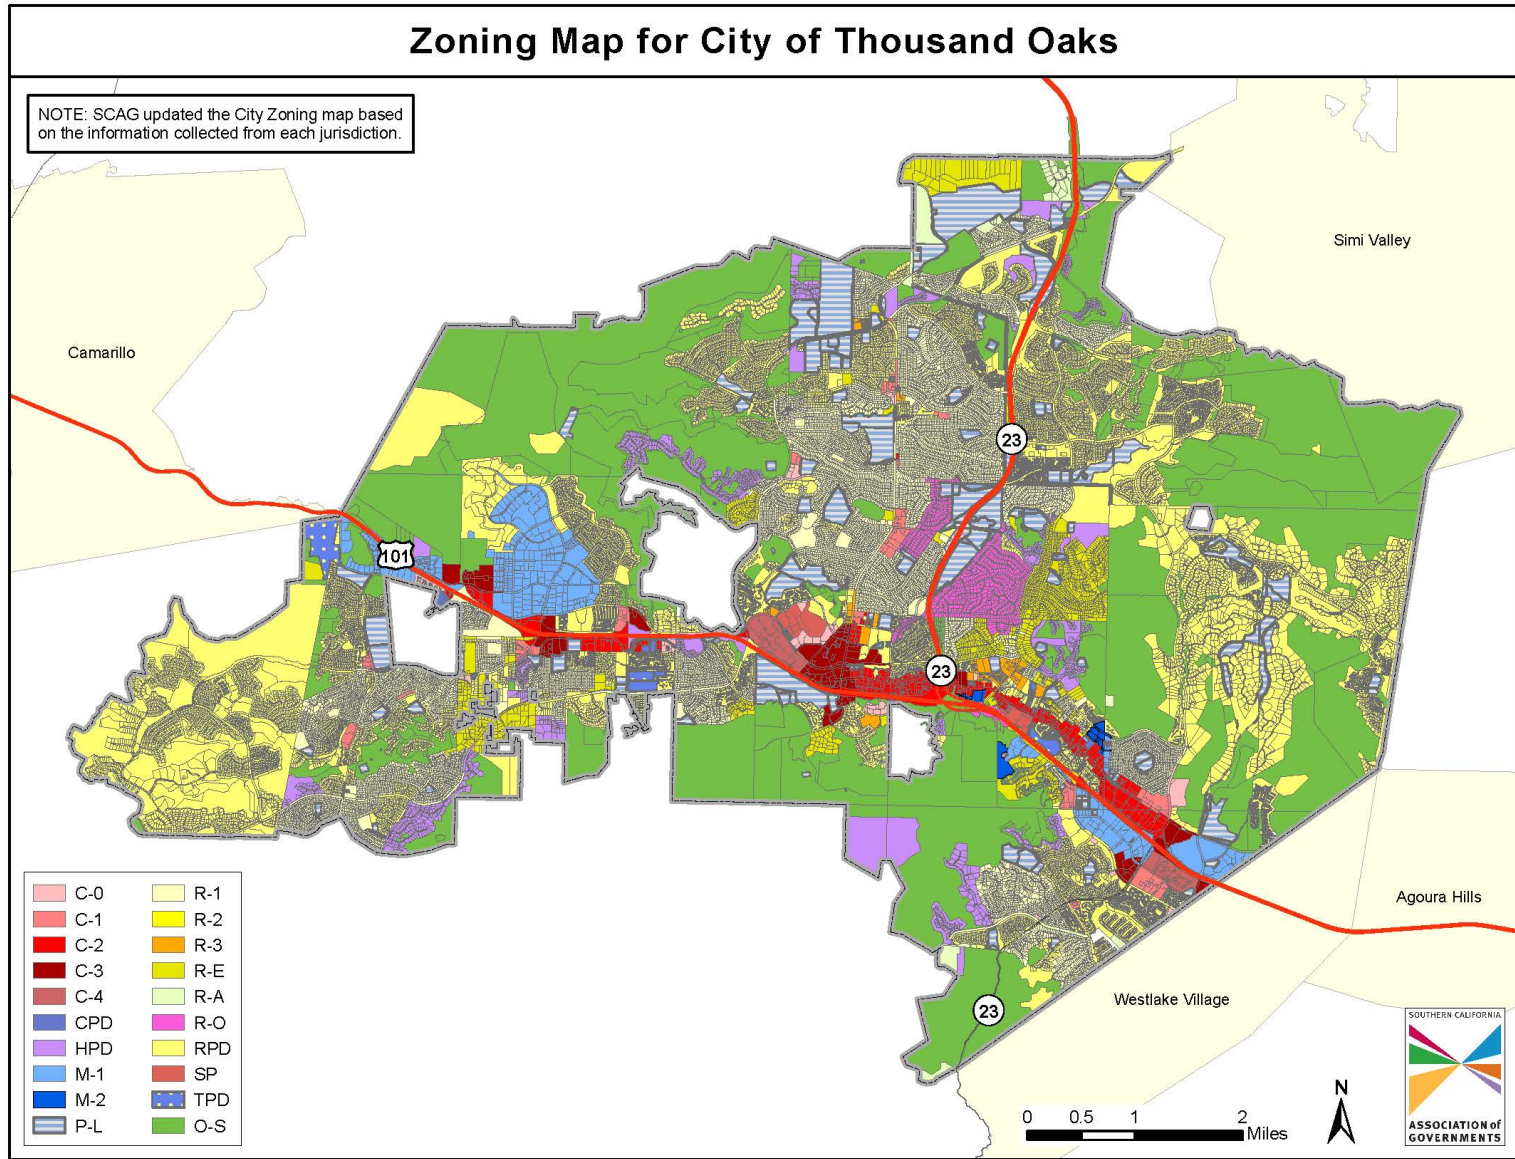 Zoning Map for City of Thousand Oaks
NOTE: SCAG updated the City Zoning map based
on the information collected from each jurisdiction.
Simi Valley
Camarillo
23
101
23
Agoura Hills
Westlake Village
23
C-0
C-1
C-2
C-3
C-4
CPD
HPD
M-1
M-2
P-L
R-1
R-2
R-3
R-E
R-A
R-O
RPD
SP
TPD
O-S
0 0.5 1 2
Miles
N
SOUTHERN CALIFORNIA
ASSOCIATION of
GOVERNMENTS